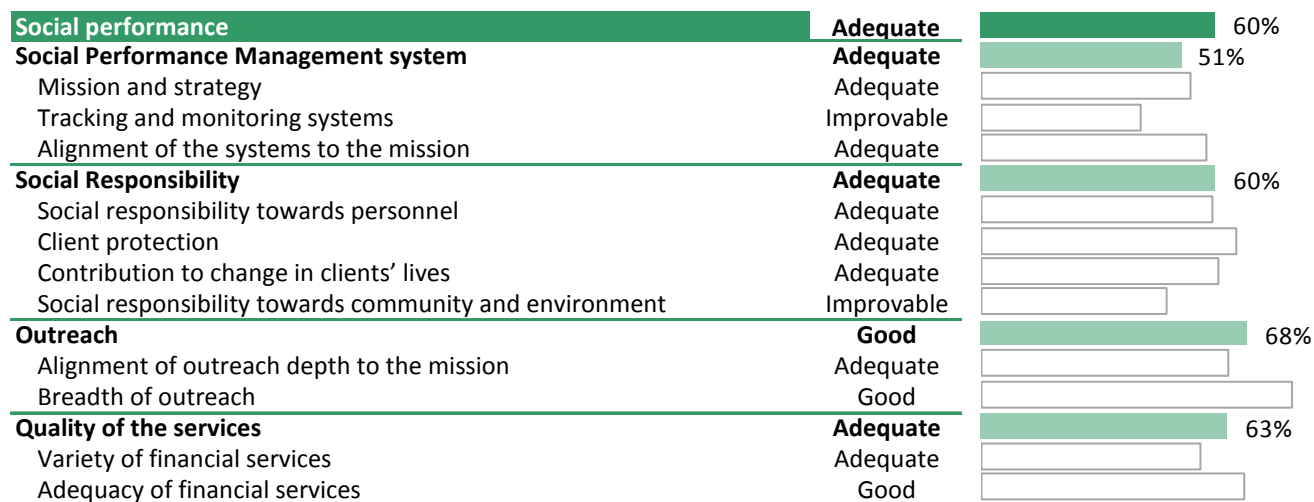 Social performance Adequate 60%
Social Performance Management system Adequate 51%
Mission and strategy Adequate
Tracking and monitoring systems Improvable
Alignment of the systems to the mission Adequate
Social Responsibility Adequate 60%
Social responsibility towards personnel Adequate
Client protection Adequate
Contribution to change in clients’ lives Adequate
Social responsibility towards community and environment Improvable
Outreach Good 68%
Alignment of outreach depth to the mission Adequate
Breadth of outreach Good
Quality of the services Adequate 63%
Variety of financial services Adequate
Adequacy of financial services Good